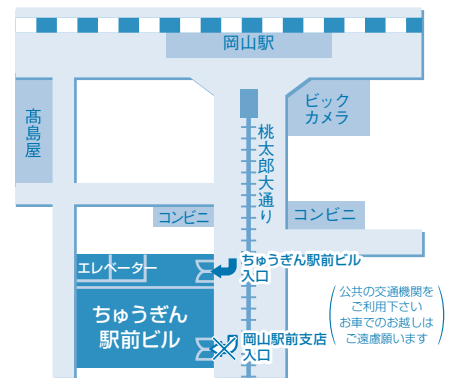 岡山駅
髙島屋
ビック
カメラ
桃太郎大通り
コンビニ
コンビニ
エレベーター
ちゅうぎん駅前ビル
入口
ちゅうぎん
駅前ビル
岡山駅前支店
入口
公共の交通機関を
ご利用下さい
お車でのお越しは
ご遠慮願います